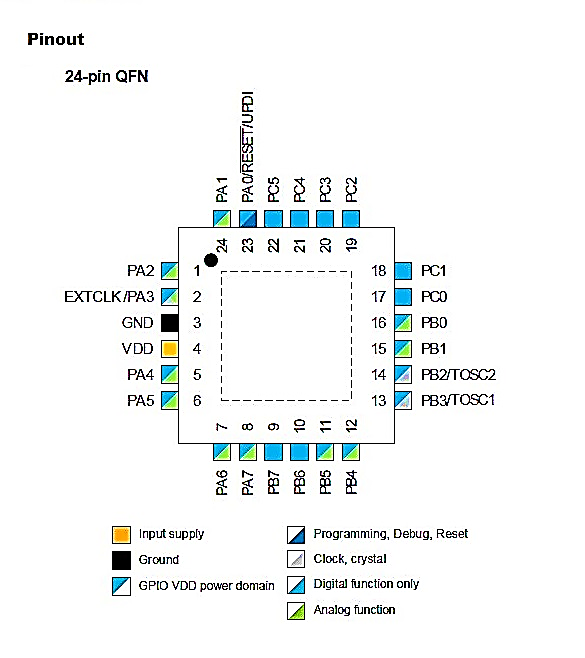 Pinout
24-pin QFN
PA1
PA0/RESET/UPDI
PC5
PC4
PC3
PC2
24
23
22
21
20
19
PA2 1
EXTCLK/PA3 2
GND 3
VDD 4
PA4 5
PA5 6
18 PC1
17 PC0
16 PB0
15 PB1
14 PB2/TOSC2
13 PB3/TOSC1
7
8
9
10
11
12
PA6
PA7
PB7
PB6
PB5
PB4
Input supply
Ground
GPIO VDD power domain
Programming, Debug, Reset
Clock, crystal
Digital function only
Analog function